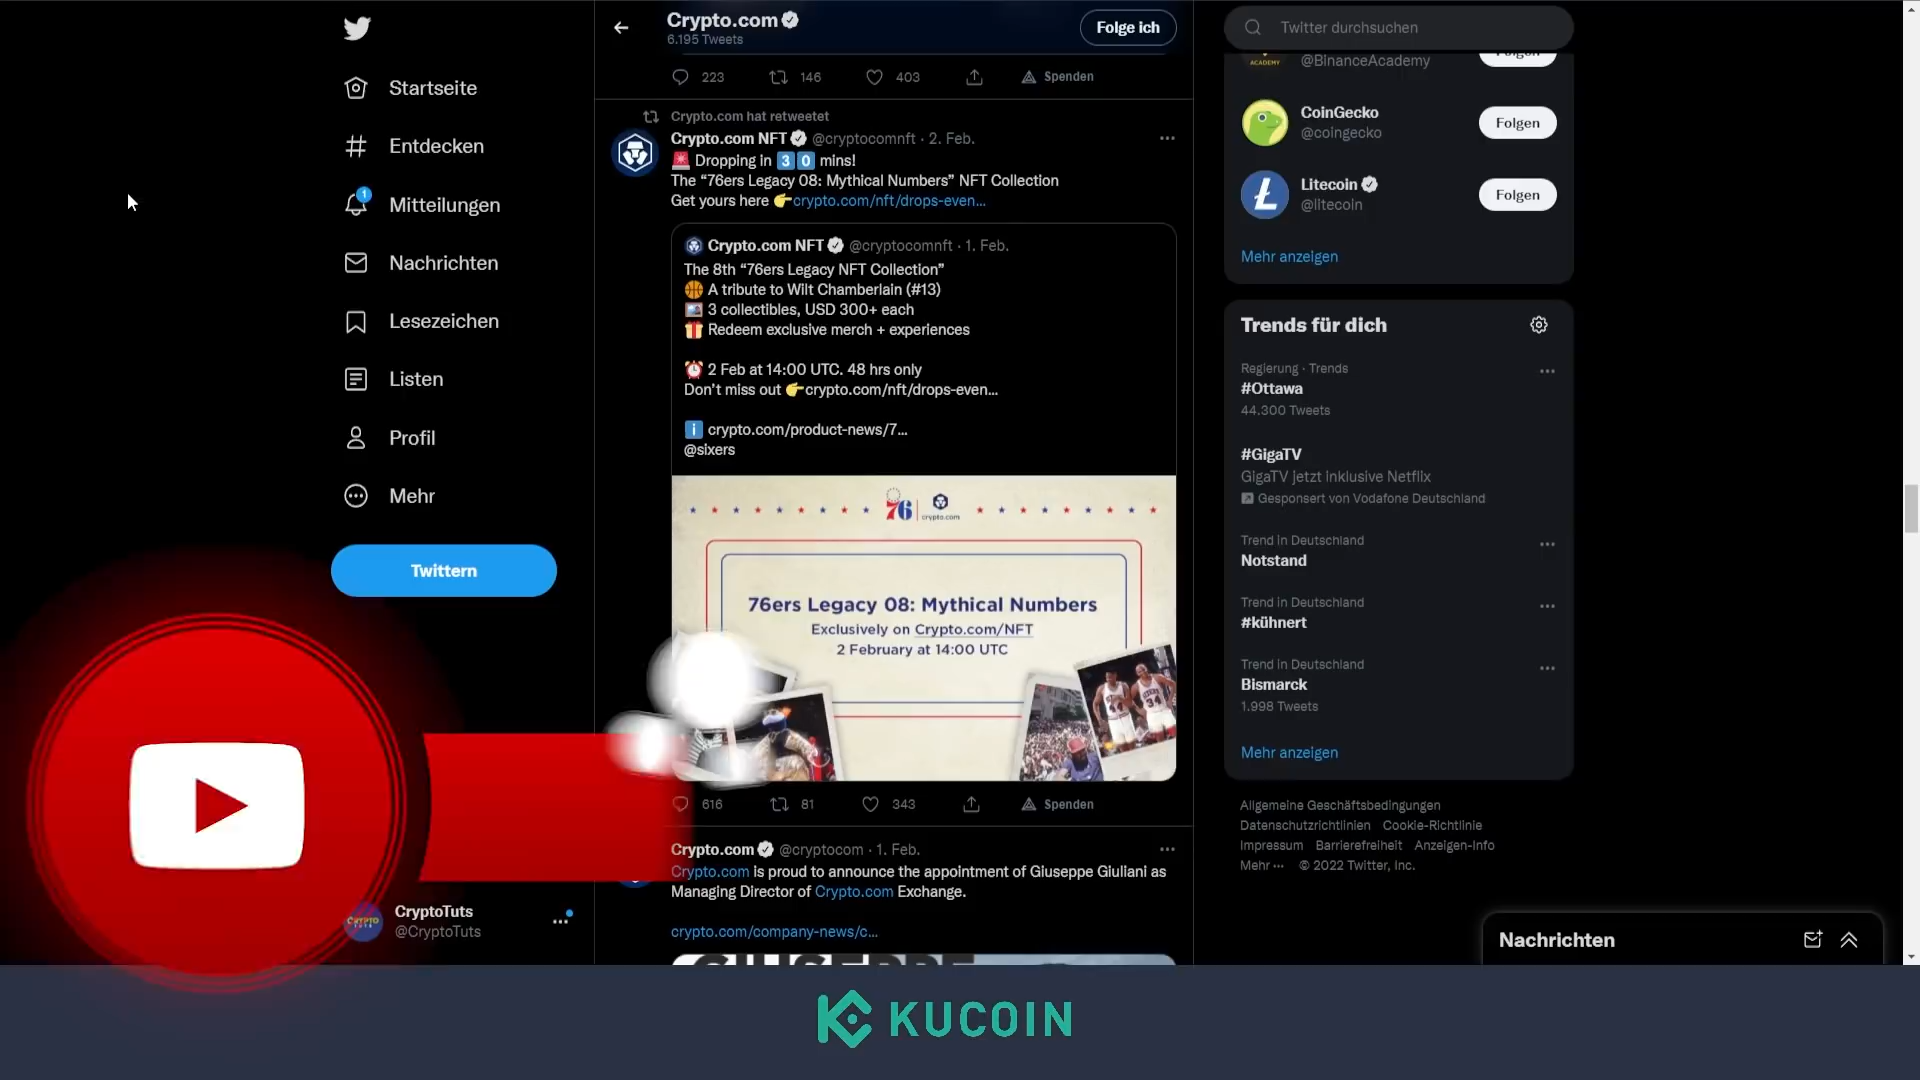 Startseite
Entdecken
1
Mitteilungen
Nachrichten
Lesezeichen
Listen
Profil
Mehr
Twittern
CryptoTuts
@CryptoTuts
Crypto.com
6.195 Tweets
Folge ich
223 146 403 Spenden
Crypto.com hat retweetet
Crypto.com NFT @cryptocomnft · 2. Feb.
🚨 Dropping in 3️⃣0️⃣ mins!
The “76ers Legacy 08: Mythical Numbers” NFT Collection
Get yours here 👉crypto.com/nft/drops-even…
Crypto.com NFT @cryptocomnft · 1. Feb.
The 8th “76ers Legacy NFT Collection”
🏀 A tribute to Wilt Chamberlain (#13)
🖼 3 collectibles, USD 300+ each
🎁 Redeem exclusive merch + experiences
⏰ 2 Feb at 14:00 UTC. 48 hrs only
Don’t miss out 👉crypto.com/nft/drops-even…
ℹ️ crypto.com/product-news/7…
@sixers
76 crypto.com
76ers Legacy 08: Mythical Numbers
Exclusively on Crypto.com/NFT
2 February at 14:00 UTC
616 81 343 Spenden
Crypto.com @cryptocom · 1. Feb.
Crypto.com is proud to announce the appointment of Giuseppe Giuliani as
Managing Director of Crypto.com Exchange.
crypto.com/company-news/c…
GIUSEPPE
Twitter durchsuchen
ACADEMY
@BinanceAcademy
Folgen
CoinGecko
@coingecko
Folgen
Litecoin
@litecoin
Folgen
Mehr anzeigen
Trends für dich
Regierung · Trends
#Ottawa
44.300 Tweets
#GigaTV
GigaTV jetzt inklusive Netflix
Gesponsert von Vodafone Deutschland
Trend in Deutschland
Notstand
Trend in Deutschland
#kühnert
Trend in Deutschland
Bismarck
1.998 Tweets
Mehr anzeigen
Allgemeine Geschäftsbedingungen
Datenschutzrichtlinien Cookie-Richtlinie
Impressum Barrierefreiheit Anzeigen-Info
Mehr ··· © 2022 Twitter, Inc.
Nachrichten
KUCOIN